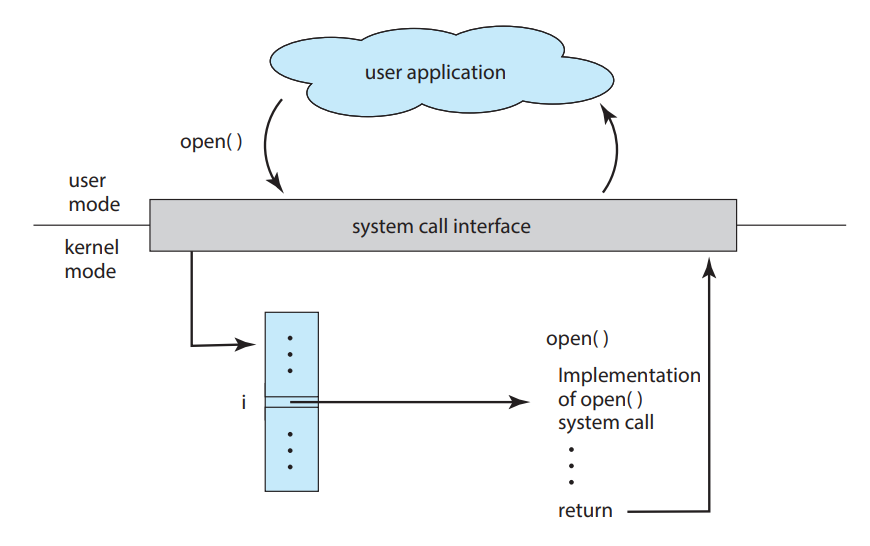 user application
open( )
user
mode
system call interface
kernel
mode
open( )
i
Implementation
of open( )
system call
return